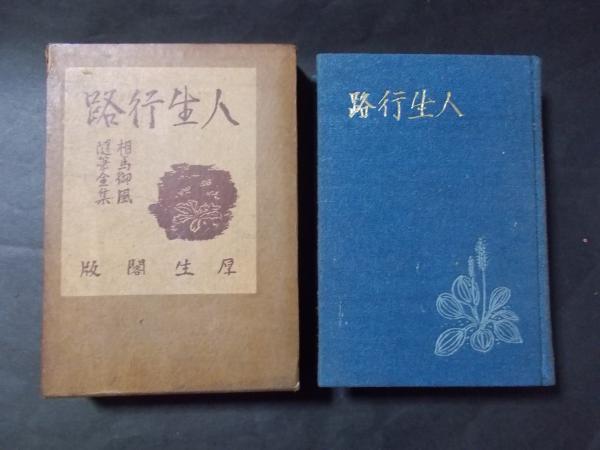 人生行路
相馬御風
随筆全集
厚生閣版
人生行路